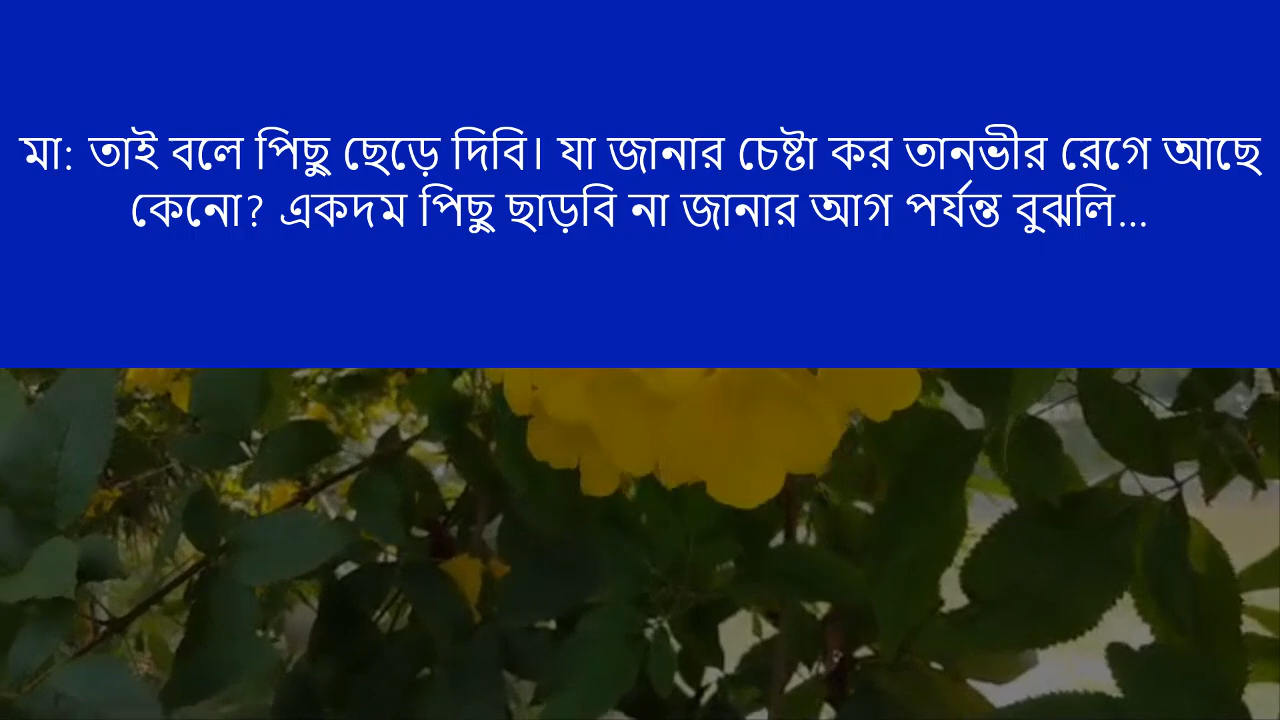 মা: তাই বলে পিছু ছেড়ে দিবি। যা জানার চেষ্টা কর তানভীর রেগে আছে
কেনো? একদম পিছু ছাড়বি না জানার আগ পর্যন্ত বুঝলি...